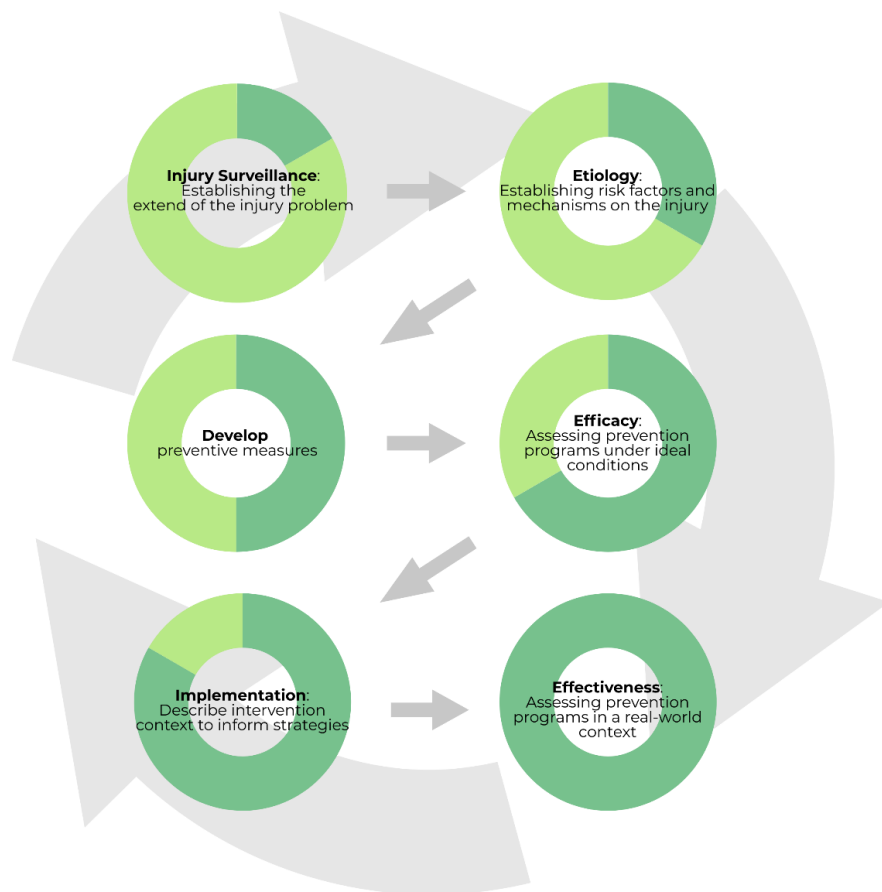 Injury Surveillance:
Establishing the
extend of the injury problem
Etiology:
Establishing risk factors and
mechanisms on the injury
Develop
preventive measures
Efficacy:
Assessing prevention
programs under ideal
conditions
Implementation:
Describe intervention
context to inform strategies
Effectiveness:
Assessing prevention
programs in a real-world
context